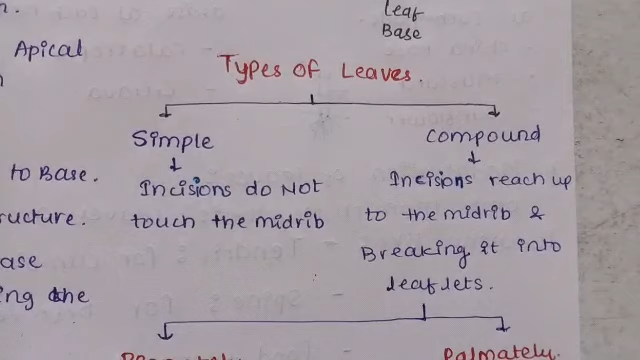 leaf
Base
Apical
Types of Leaves.
Simple
Compound
to Base.
Incisions do NOT
touch the midrib
Incisions reach up
to the midrib &
Breaking it into
leaflets.
ructure.
ase
ing the
Palmately.